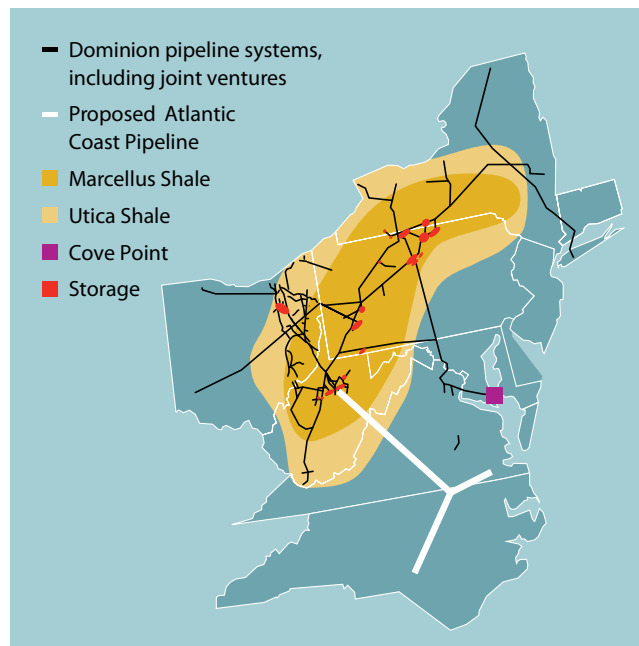 Dominion pipeline systems,
including joint ventures
Proposed Atlantic
Coast Pipeline
Marcellus Shale
Utica Shale
Cove Point
Storage